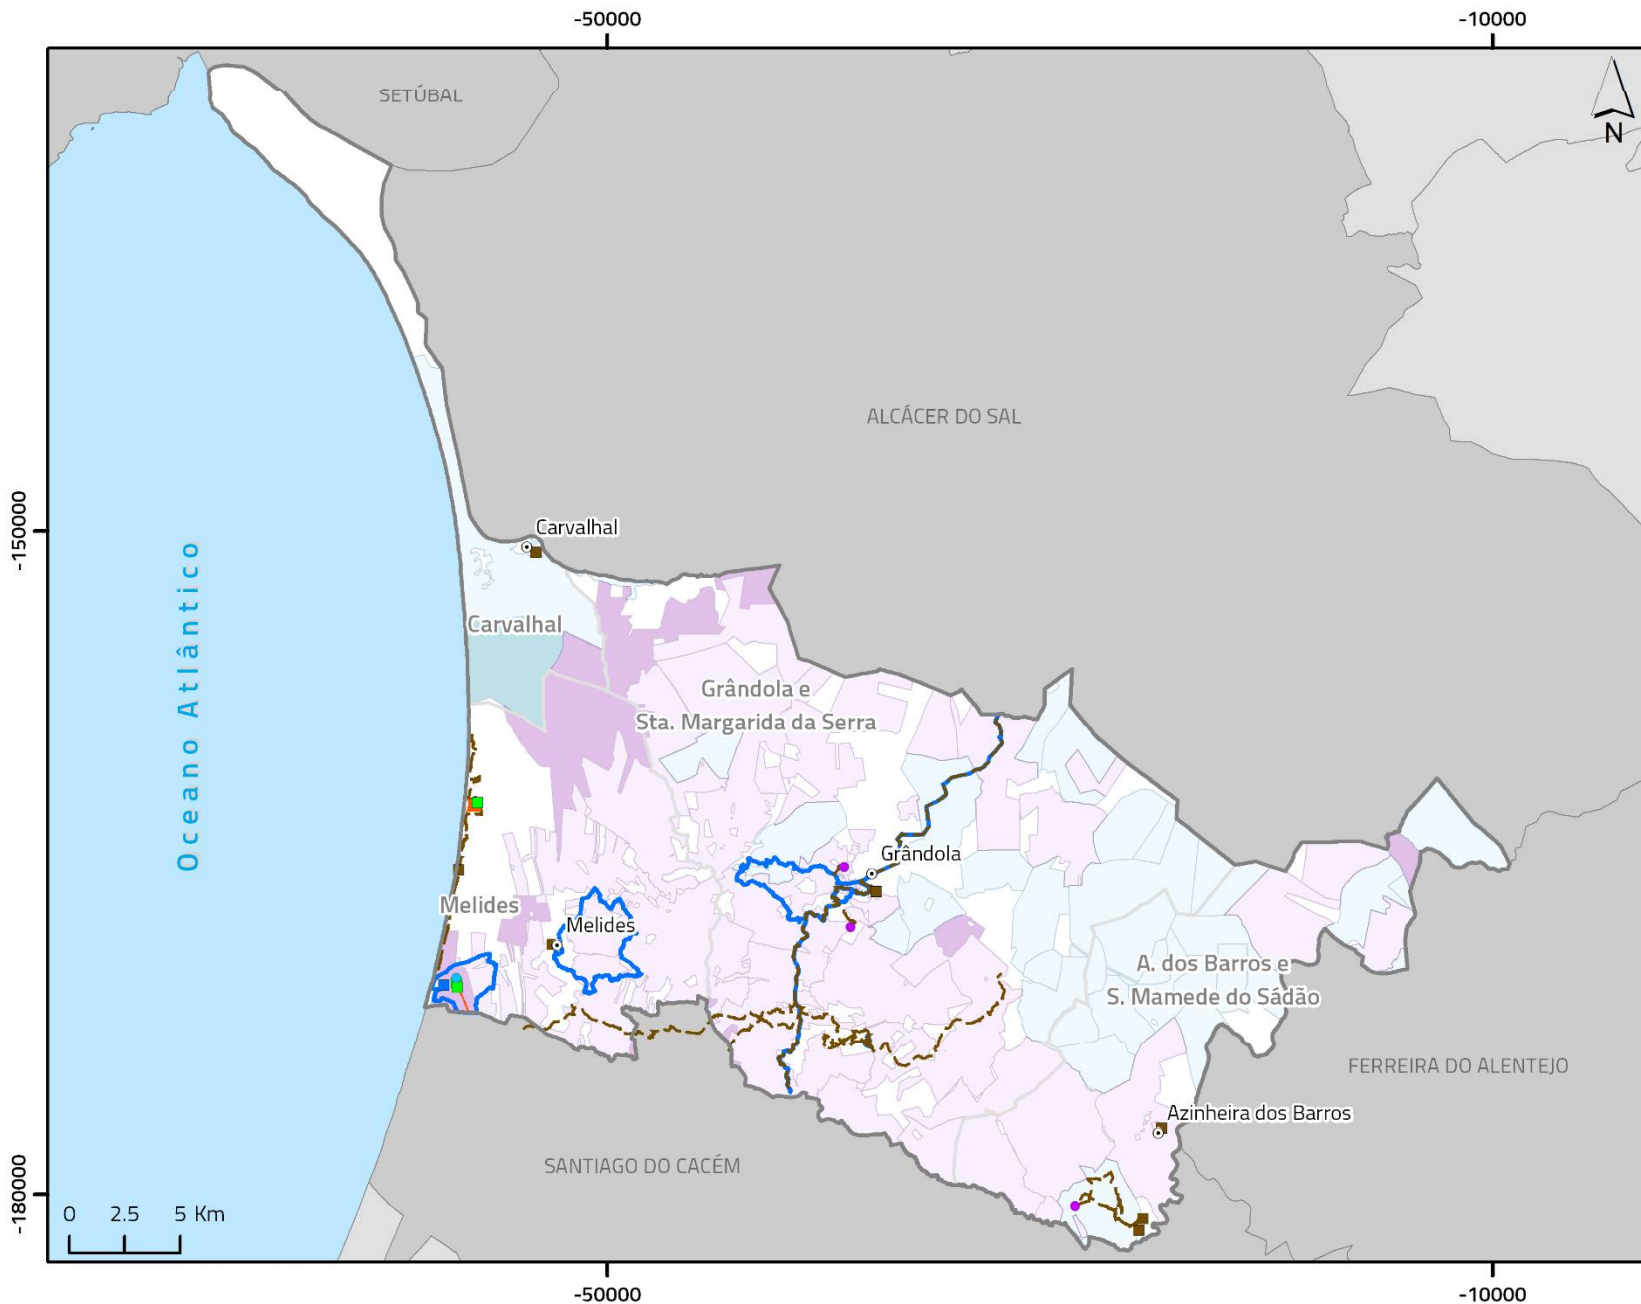 -50000
-10000
SETÚBAL
N
ALCÁCER DO SAL
-150000
Carvalhal
Oceano Atlântico
Carvalhal
Grândola e
Sta. Margarida da Serra
Grândola
Melides
Melides
A. dos Barros e
S. Mamede do Sádão
FERREIRA DO ALENTEJO
Azinheira dos Barros
SANTIAGO DO CACÉM
-180000
0 2.5 5 Km
-50000
-10000